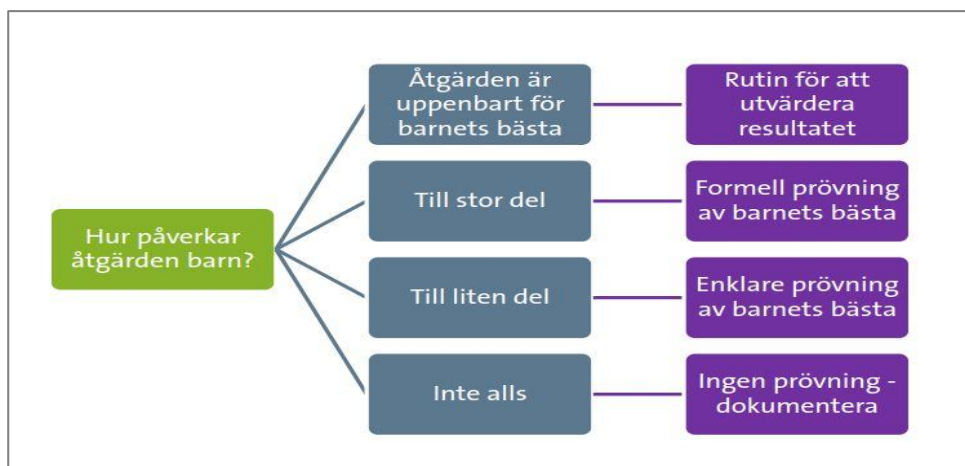 Hur påverkar
åtgärden barn?
Åtgärden är
uppenbart för
barnets bästa
Rutin för att
utvärdera
resultatet
Till stor del
Formell prövning
av barnets bästa
Till liten del
Enklare prövning
av barnets bästa
Inte alls
Ingen prövning -
dokumentera